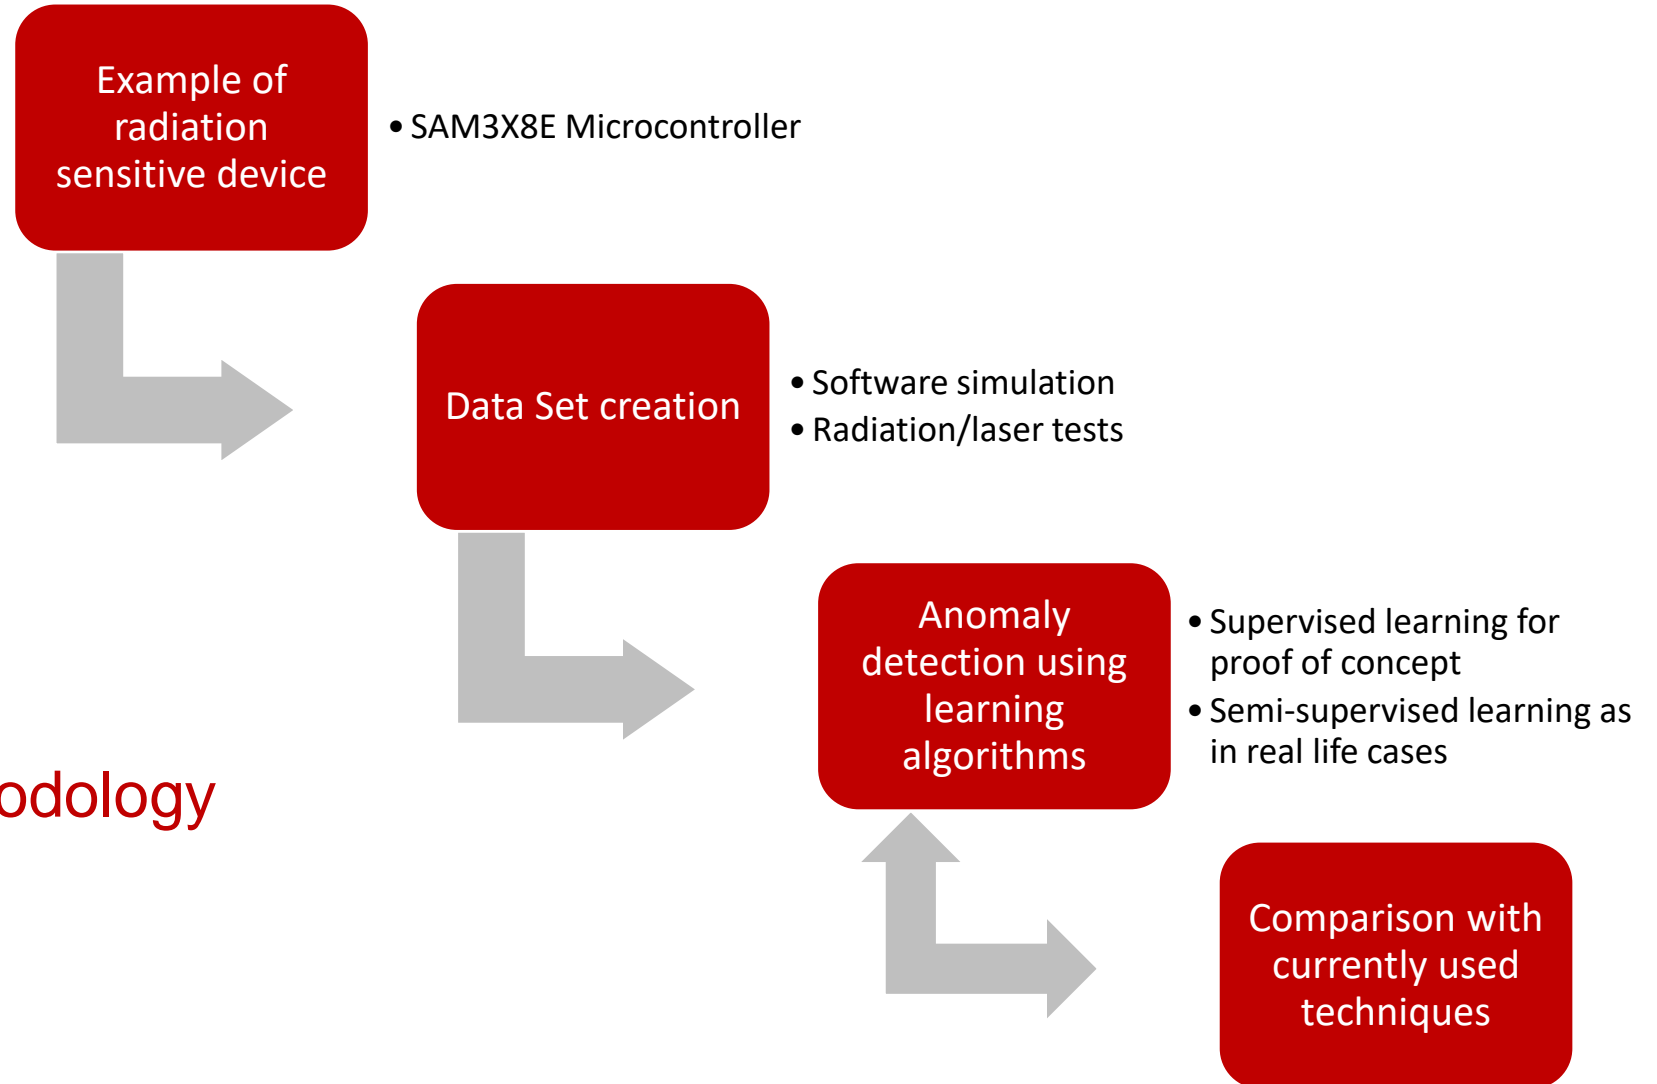 Example of
radiation
sensitive device
• SAM3X8E Microcontroller
Data Set creation
• Software simulation
• Radiation/laser tests
Anomaly
detection using
learning
algorithms
• Supervised learning for
proof of concept
• Semi-supervised learning as
in real life cases
odology
Comparison with
currently used
techniques